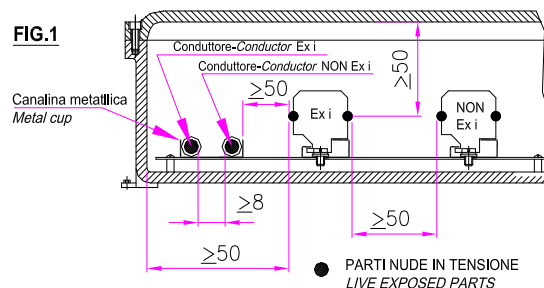 FIG.1
Conduttore-Conductor Ex i
Conduttore-Conductor NON Ex i
≥50
≥50
Canalina metatllica
Metal cup
Ex i
NON
Ex i
≥8
≥50
≥50
PARTI NUDE IN TENSIONE
LIVE EXPOSED PARTS